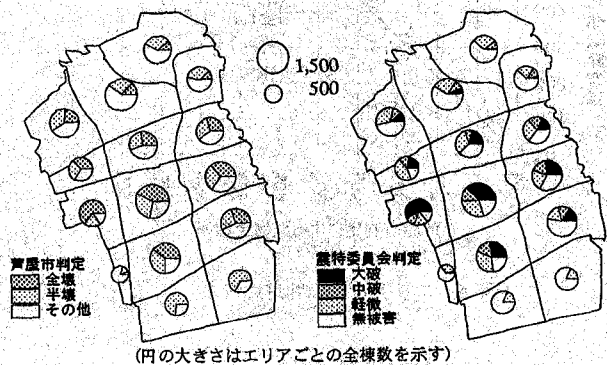 1,500
500
芦屋市判定
全壊
半壊
その他
震特委員会判定
大破
中破
軽微
無被害
(円の大きさはエリアごとの全棟数を示す)